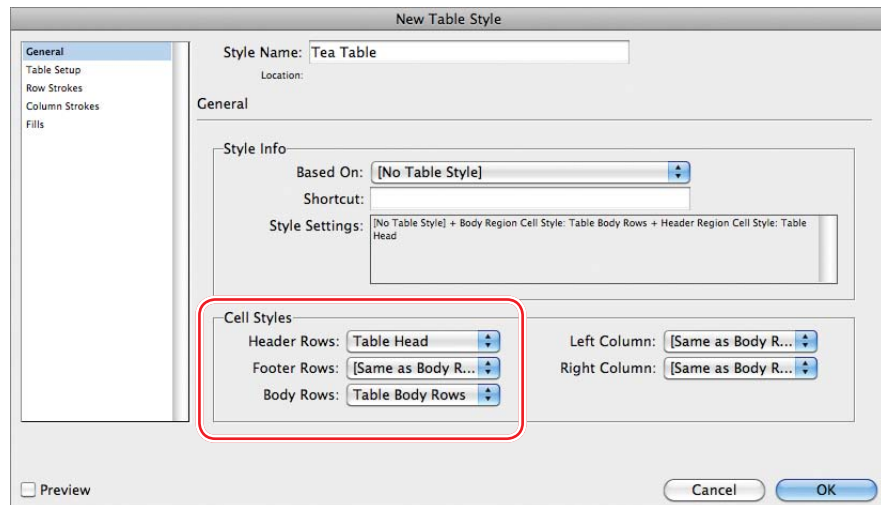 New Table Style
General
Table Setup
Row Strokes
Column Strokes
Fills
Style Name: Tea Table
Location:
General
Style Info
Based On: [No Table Style]
Shortcut:
Style Settings: [No Table Style] + Body Region Cell Style: Table Body Rows + Header Region Cell Style: Table
Head
Cell Styles
Header Rows: Table Head
Left Column: [Same as Body R...
Footer Rows: [Same as Body R...
Right Column: [Same as Body R...
Body Rows: Table Body Rows
Preview
Cancel
OK